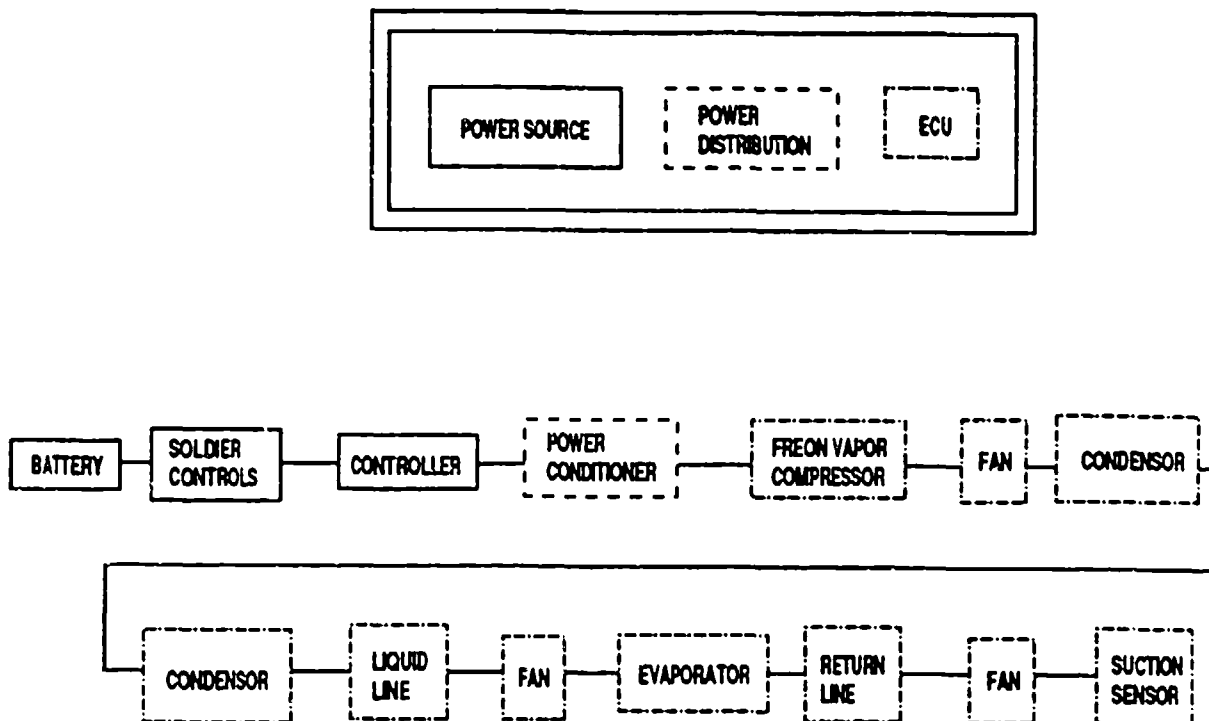 POWER SOURCE
POWER
DISTRIBUTION
ECU
BATTERY
SOLDIER
CONTROLS
CONTROLLER
POWER
CONDITIONER
FREON VAPOR
COMPRESSOR
FAN
CONDENSOR
CONDENSOR
LIQUID
LINE
FAN
EVAPORATOR
RETURN
LINE
FAN
SUCTION
SENSOR